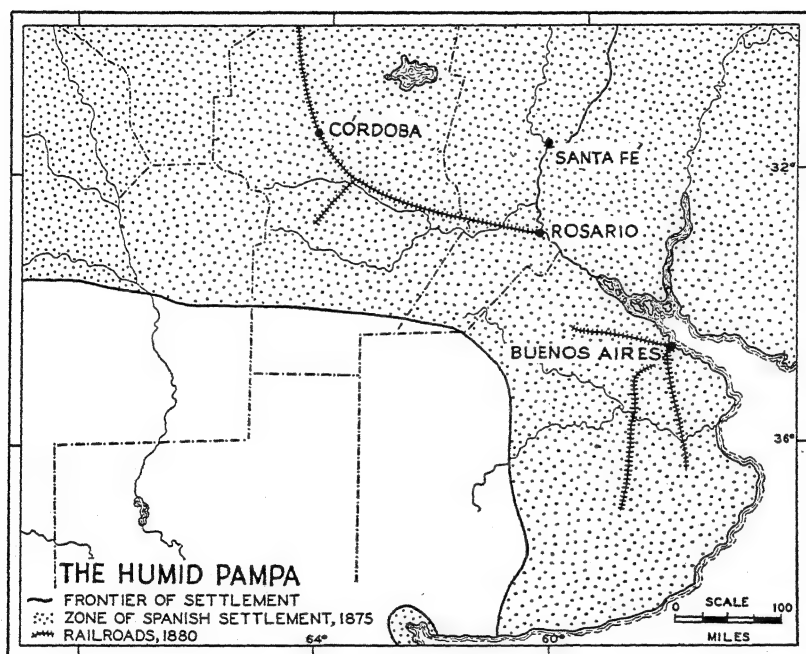 CÓRDOBA
SANTA FÉ
32°
ROSARIO
BUENOS AIRES
36°
THE HUMID PAMPA
FRONTIER OF SETTLEMENT
ZONE OF SPANISH SETTLEMENT, 1875
RAILROADS, 1880
SCALE
0 100
MILES
64° 60°